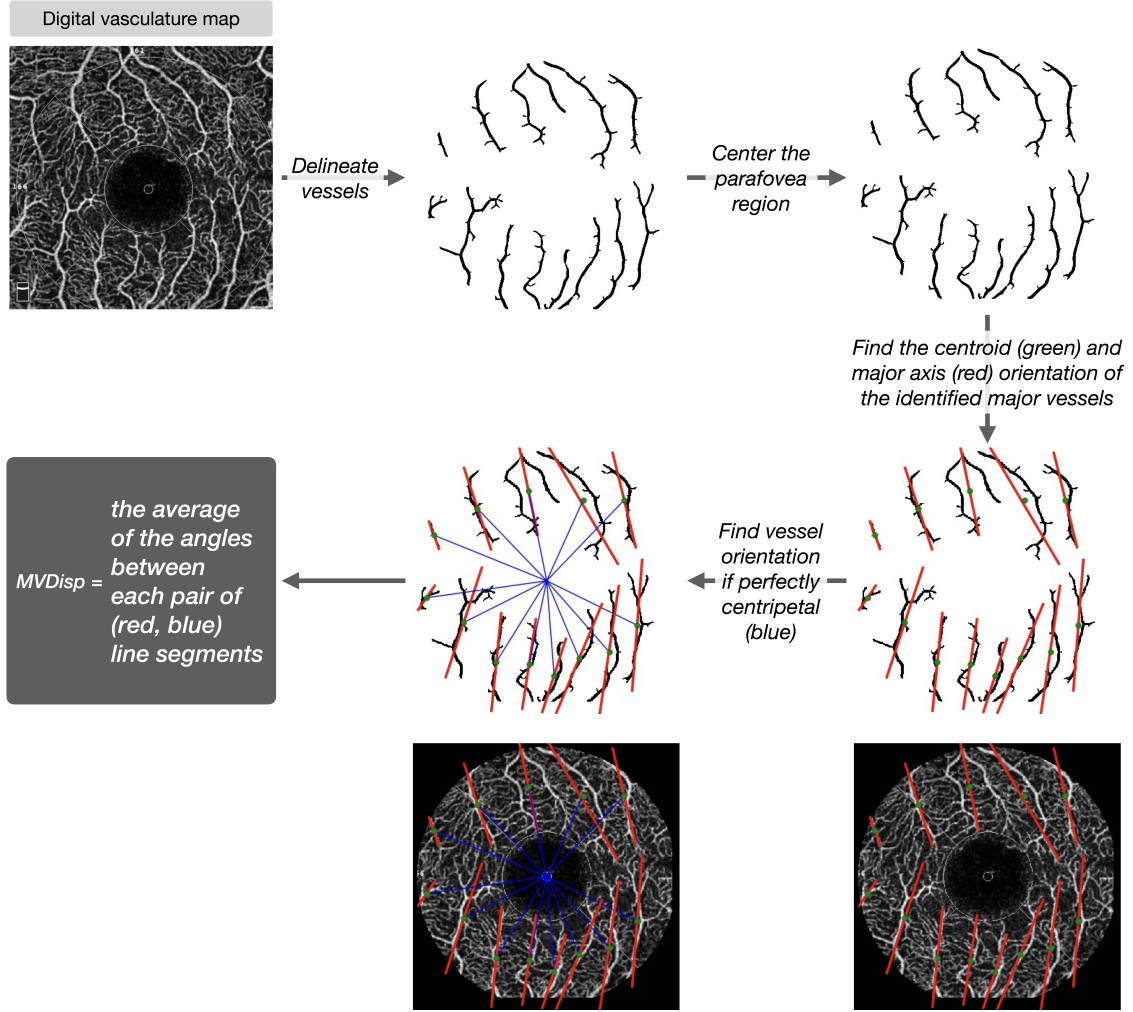 Digital vasculature map
161
166
Delineate
vessels
Center the
parafovea
region
Find the centroid (green) and
major axis (red) orientation of
the identified major vessels
Find vessel
orientation
if perfectly
centripetal
(blue)
MVDisp =
the average
of the angles
between
each pair of
(red, blue)
line segments